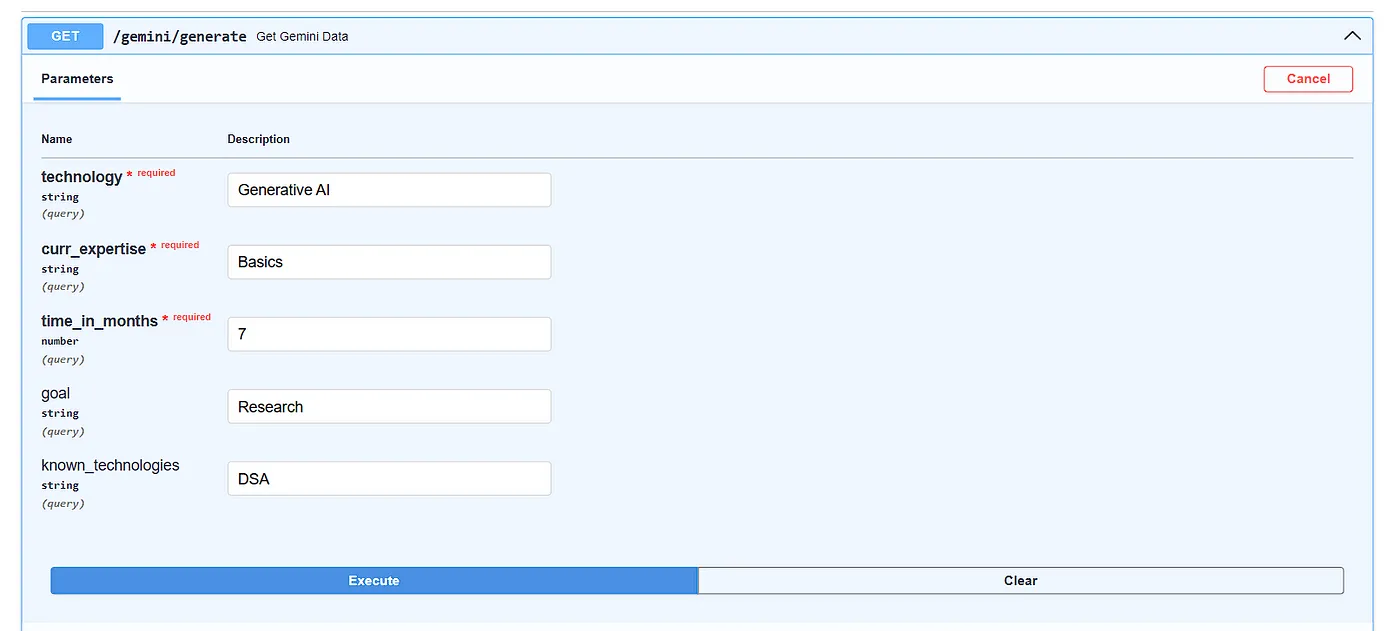 GET /gemini/generate Get Gemini Data
Parameters
Cancel
Name Description
technology * required
string
(query)
Generative AI
curr_expertise * required
string
(query)
Basics
time_in_months * required
number
(query)
7
goal
string
(query)
Research
known_technologies
string
(query)
DSA
Execute
Clear